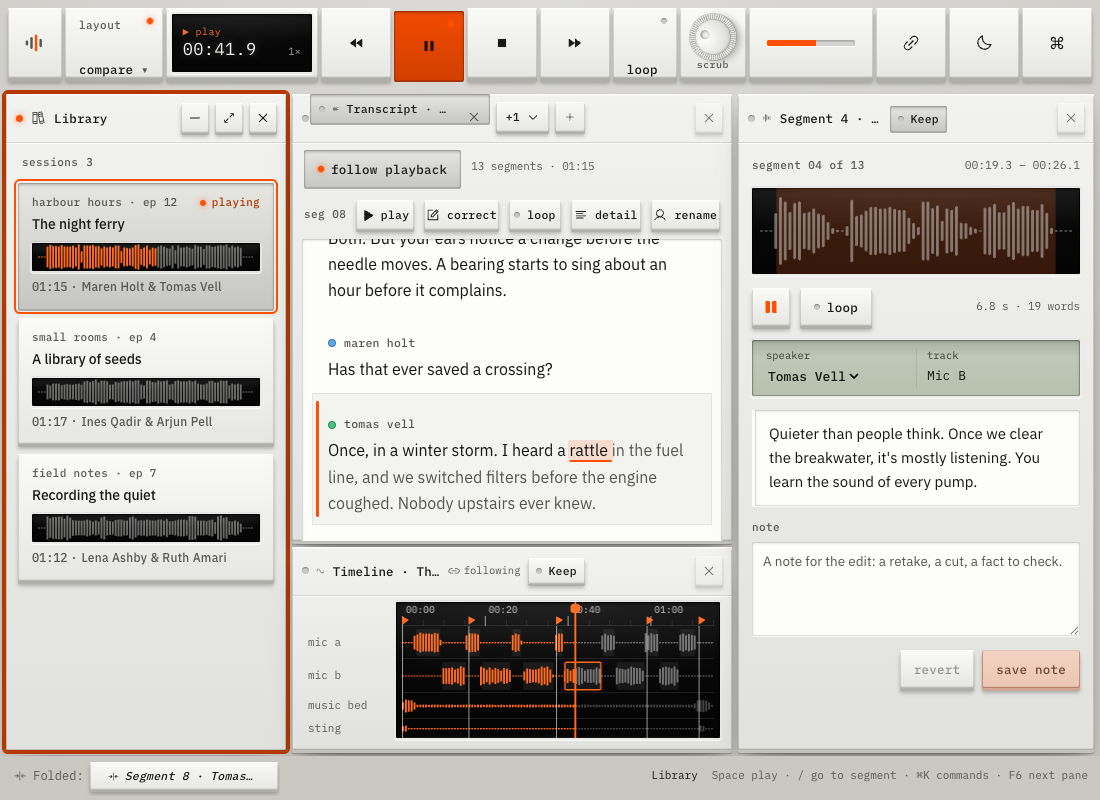 layout
compare ▾
▶ play
00:41.9 1×
loop
scrub
⌘
Library
sessions 3
harbour hours · ep 12 playing
The night ferry
01:15 · Maren Holt & Tomas Vell
small rooms · ep 4
A library of seeds
01:17 · Ines Qadir & Arjun Pell
field notes · ep 7
Recording the quiet
01:12 · Lena Ashby & Ruth Amari
Transcript · …
+1
follow playback 13 segments · 01:15
seg 08 play correct loop detail rename
Both. But your ears notice a change before the
needle moves. A bearing starts to sing about an
hour before it complains.
maren holt
Has that ever saved a crossing?
tomas vell
Once, in a winter storm. I heard a rattle in the fuel
line, and we switched filters before the engine
coughed. Nobody upstairs ever knew.
Timeline · Th… following Keep
00:00 00:20 0:40 01:00
mic a
mic b
music bed
sting
Segment 4 · … Keep
segment 04 of 13 00:19.3 – 00:26.1
loop 6.8 s · 19 words
speaker track
Tomas Vell Mic B
Quieter than people think. Once we clear
the breakwater, it's mostly listening. You
learn the sound of every pump.
note
A note for the edit: a retake, a cut, a fact to check.
revert save note
Folded: Segment 8 · Tomas…
Library Space play · / go to segment · ⌘K commands · F6 next pane